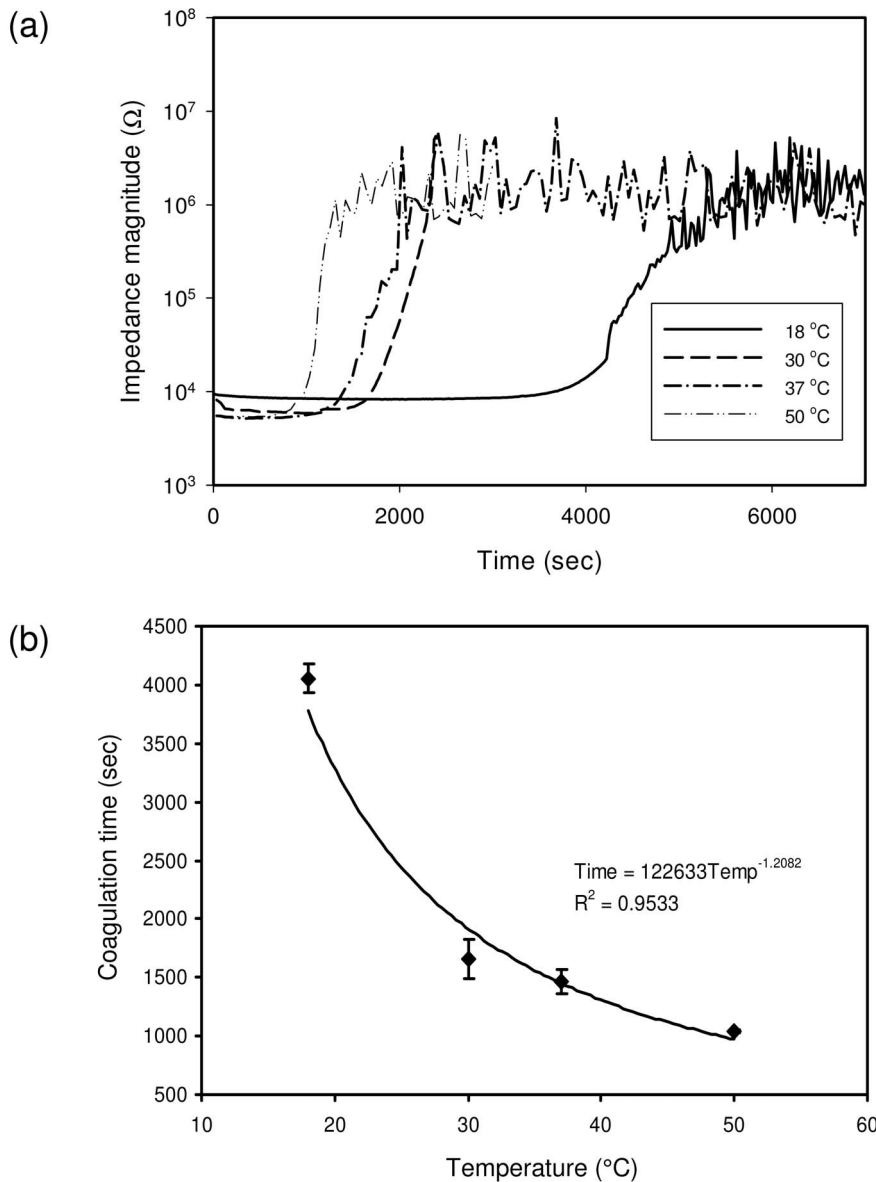 (a)
10^8
10^7
10^6
10^5
10^4
10^3
Impedance magnitude (Ω)
18 °C
30 °C
37 °C
50 °C
0 2000 4000 6000
Time (sec)
(b)
4500
4000
3500
3000
2500
2000
1500
1000
500
Coagulation time (sec)
Time = 122633Temp^-1.2082
R^2 = 0.9533
10 20 30 40 50 60
Temperature (°C)